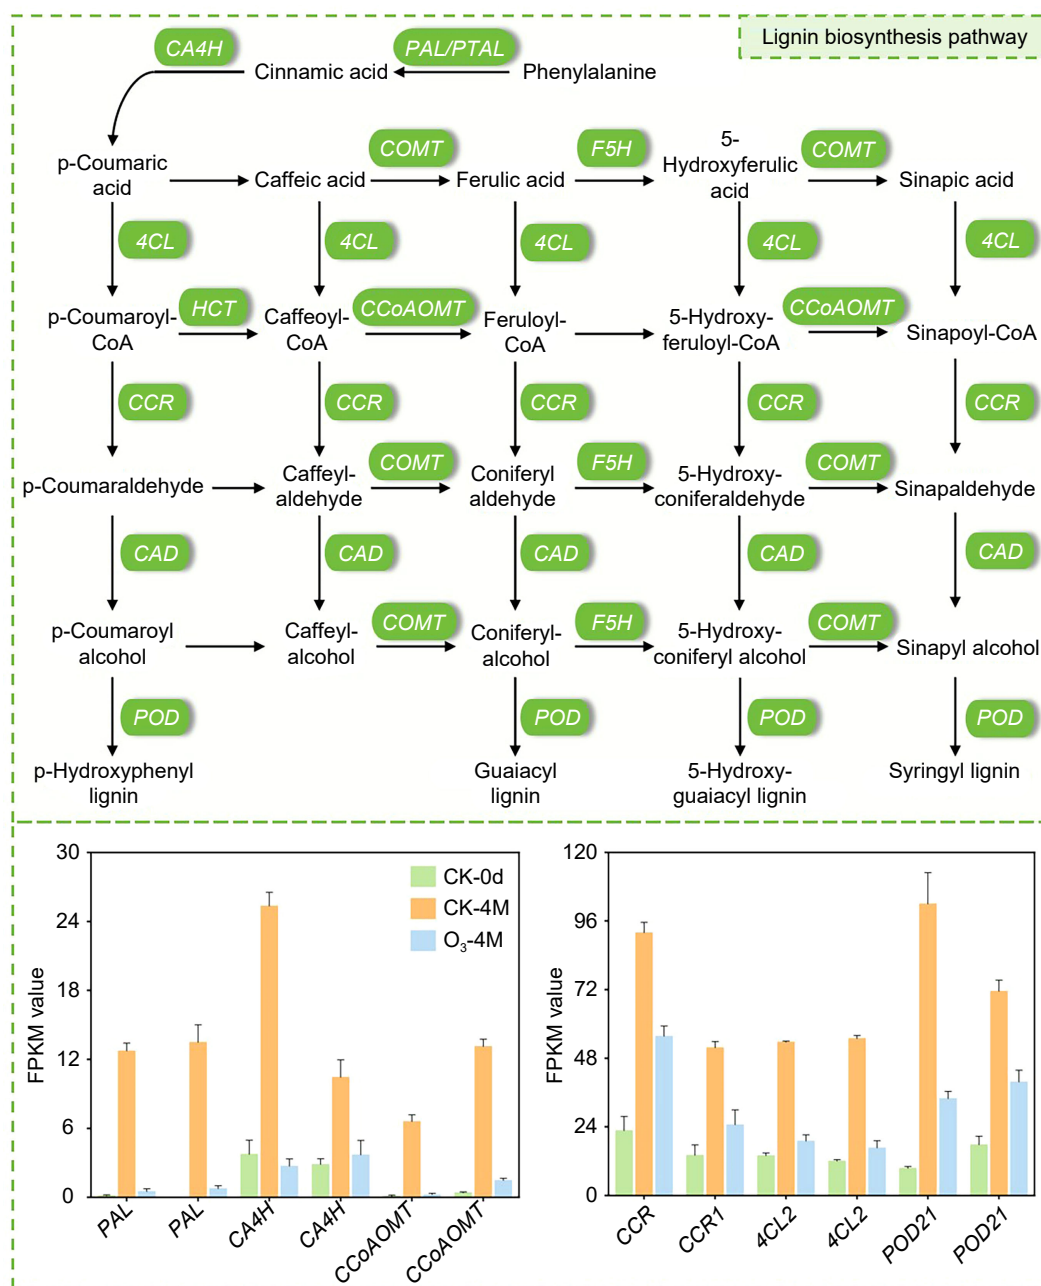 Lignin biosynthesis pathway
CA4H
PAL/PTAL
Cinnamic acid
Phenylalanine
p-Coumaric
acid
COMT
F5H
5-
Hydroxyferulic
acid
COMT
Caffeic acid
Ferulic acid
Sinapic acid
4CL
4CL
4CL
4CL
4CL
p-Coumaroyl-
CoA
HCT
Caffeoyl-
CoA
CCoAOMT
Feruloyl-
CoA
5-Hydroxy-
feruloyl-CoA
CCoAOMT
Sinapoyl-CoA
CCR
CCR
CCR
CCR
CCR
p-Coumaraldehyde
Caffeyl-
aldehyde
COMT
Coniferyl
aldehyde
F5H
5-Hydroxy-
coniferaldehyde
COMT
Sinapaldehyde
CAD
CAD
CAD
CAD
CAD
p-Coumaroyl
alcohol
Caffeyl-
alcohol
COMT
Coniferyl-
alcohol
F5H
5-Hydroxy-
coniferyl alcohol
COMT
Sinapyl alcohol
POD
POD
POD
POD
p-Hydroxyphenyl
lignin
Guaiacyl
lignin
5-Hydroxy-
guaiacyl lignin
Syringyl lignin
FPKM value
30
24
18
12
6
0
CK-0d
CK-4M
O₃-4M
PAL
PAL
CA4H
CA4H
CCoAOMT
CCoAOMT
FPKM value
120
96
72
48
24
0
CCR
CCR1
4CL2
4CL2
POD21
POD21